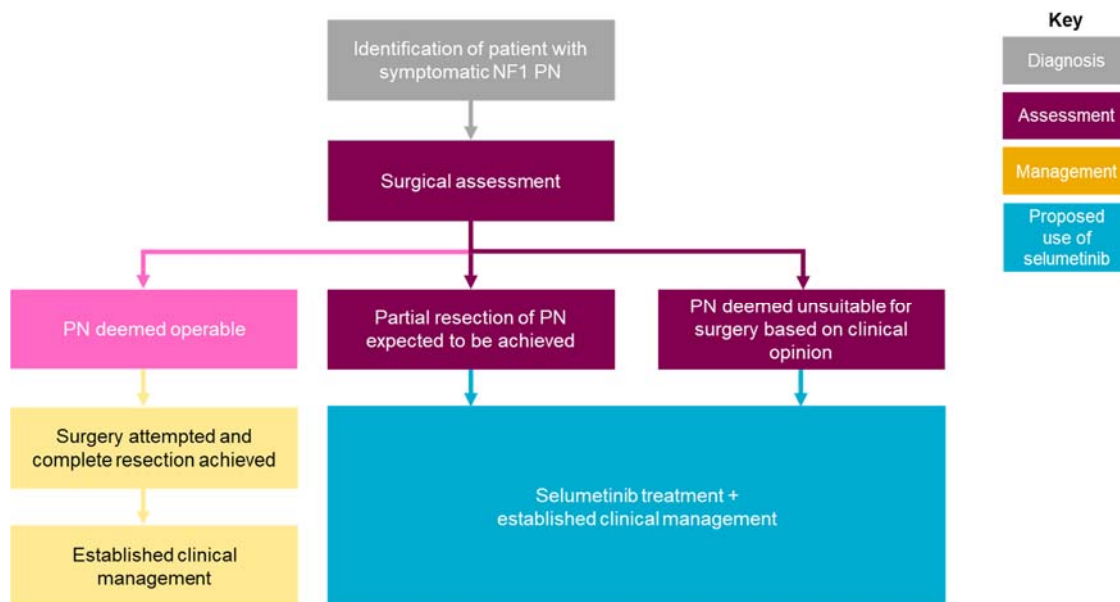 Identification of patient with
symptomatic NF1 PN
Surgical assessment
PN deemed operable
Partial resection of PN
expected to be achieved
PN deemed unsuitable for
surgery based on clinical
opinion
Surgery attempted and
complete resection achieved
Selumetinib treatment +
established clinical management
Established clinical
management
Key
Diagnosis
Assessment
Management
Proposed
use of
selumetinib